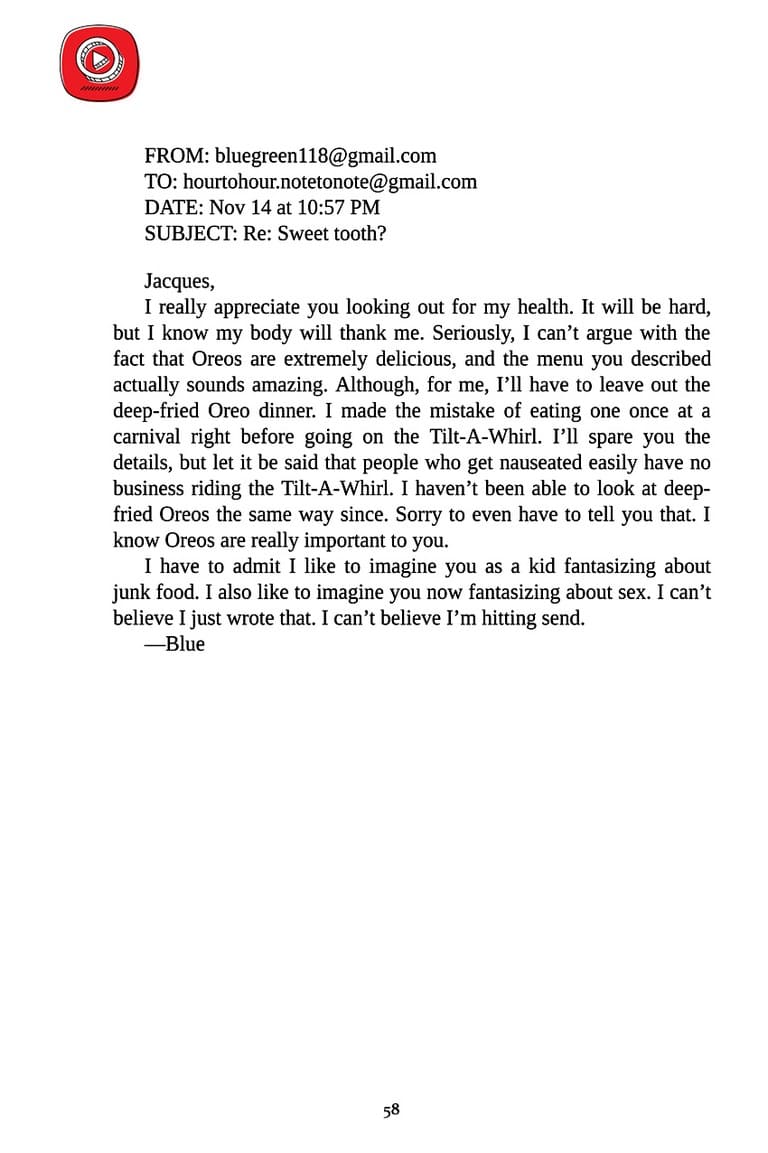 FROM: bluegreen118@gmail.com
TO: hourtohour.notetonote@gmail.com
DATE: Nov 14 at 10:57 PM
SUBJECT: Re: Sweet tooth?
Jacques,
I really appreciate you looking out for my health. It will be hard,
but I know my body will thank me. Seriously, I can’t argue with the
fact that Oreos are extremely delicious, and the menu you described
actually sounds amazing. Although, for me, I’ll have to leave out the
deep-fried Oreo dinner. I made the mistake of eating one once at a
carnival right before going on the Tilt-A-Whirl. I’ll spare you the
details, but let it be said that people who get nauseated easily have no
business riding the Tilt-A-Whirl. I haven’t been able to look at deep-
fried Oreos the same way since. Sorry to even have to tell you that. I
know Oreos are really important to you.
I have to admit I like to imagine you as a kid fantasizing about
junk food. I also like to imagine you now fantasizing about sex. I can’t
believe I just wrote that. I can’t believe I’m hitting send.
—Blue
58